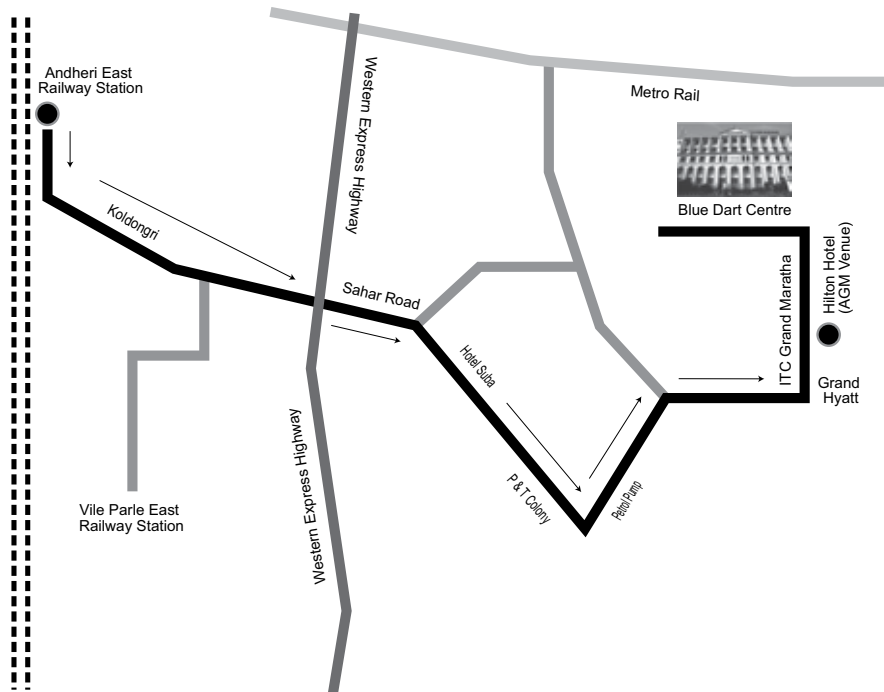 Andheri East
Railway Station
Koldongri
Western Express Highway
Sahar Road
Metro Rail
Blue Dart Centre
Hilton Hotel
(AGM Venue)
ITC Grand Maratha
Grand
Hyatt
Hotel Suba
P & T Colony
Petrol Pump
Western Express Highway
Vile Parle East
Railway Station